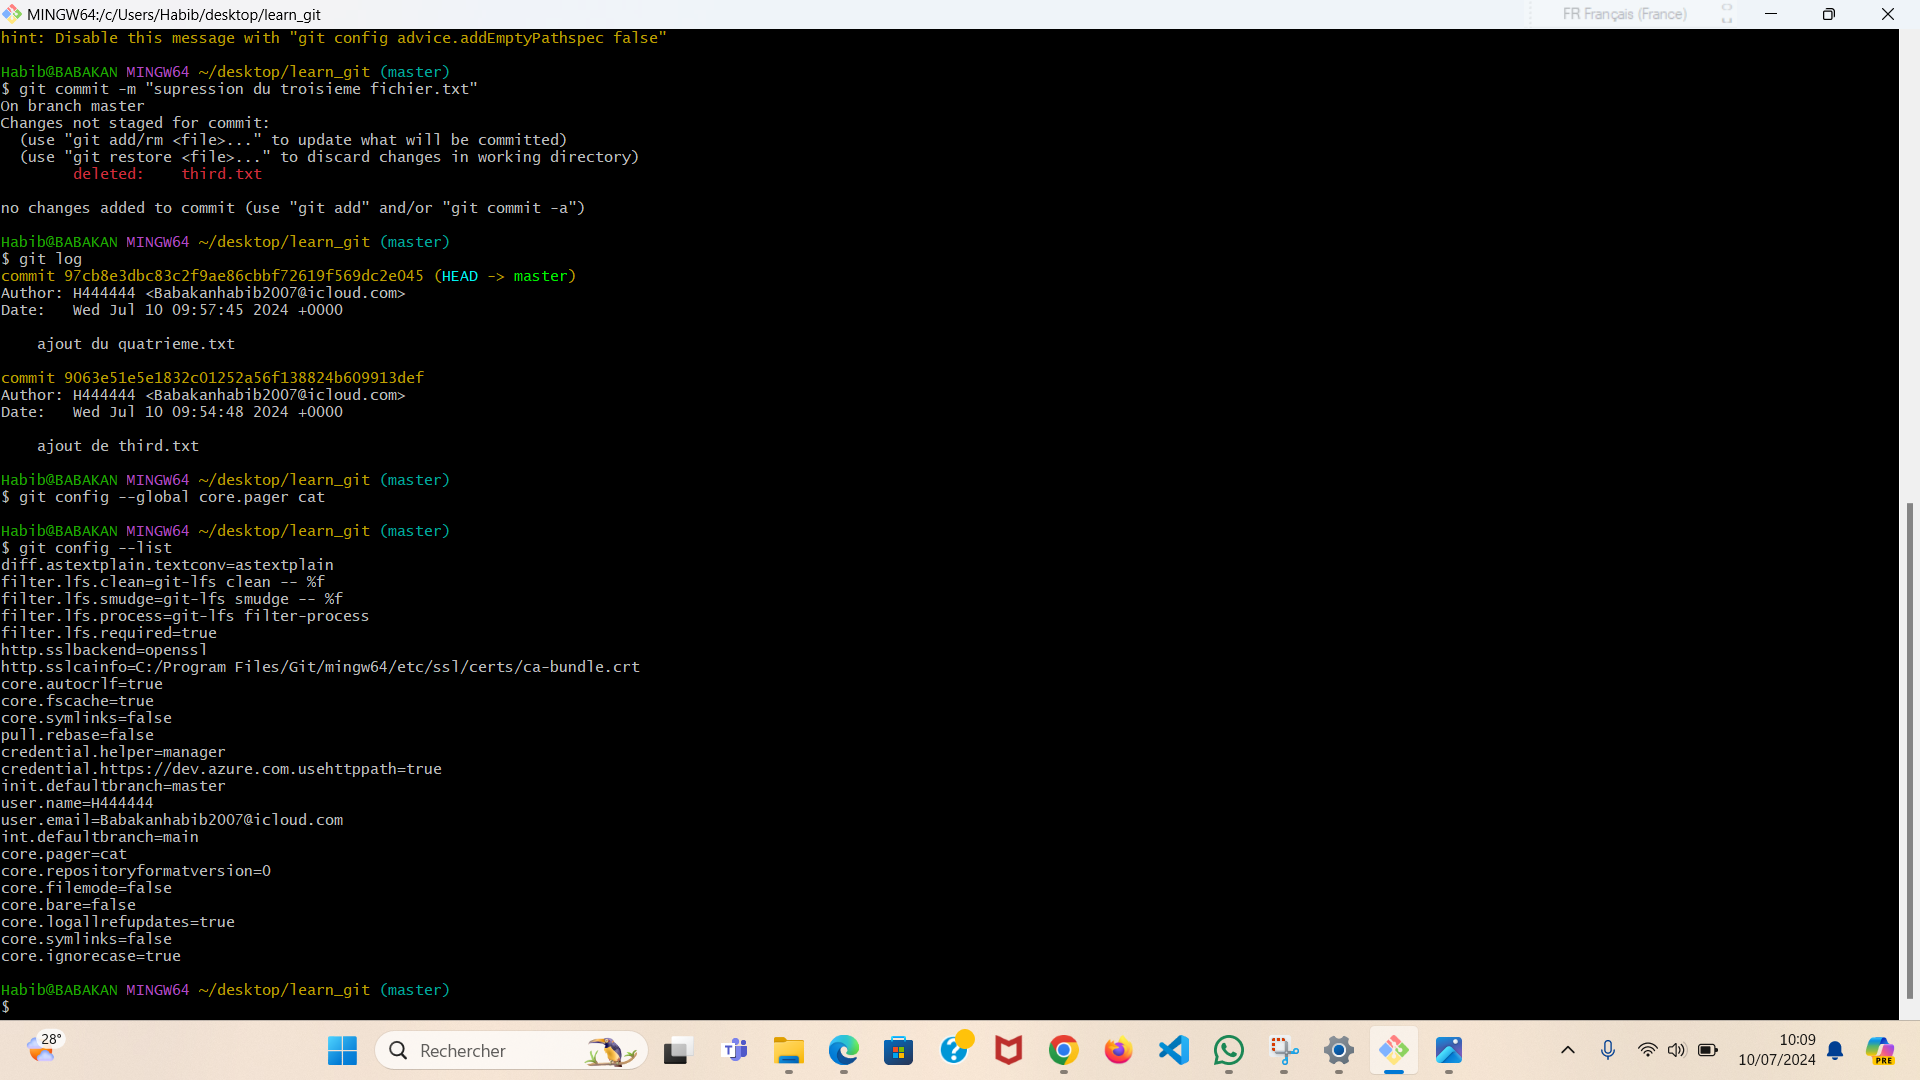 MINGW64:/c/Users/Habib/desktop/learn_git
FR Français (France)
hint: Disable this message with "git config advice.addEmptyPathspec false"
Habib@BABAKAN MINGW64 ~/desktop/learn_git (master)
$ git commit -m "supression du troisieme fichier.txt"
On branch master
Changes not staged for commit:
  (use "git add/rm <file>..." to update what will be committed)
  (use "git restore <file>..." to discard changes in working directory)
        deleted:    third.txt
no changes added to commit (use "git add" and/or "git commit -a")
Habib@BABAKAN MINGW64 ~/desktop/learn_git (master)
$ git log
commit 97cb8e3dbc83c2f9ae86cbbf72619f569dc2e045 (HEAD -> master)
Author: H444444 <Babakanhabib2007@icloud.com>
Date:   Wed Jul 10 09:57:45 2024 +0000
    ajout du quatrieme.txt
commit 9063e51e5e1832c01252a56f138824b609913def
Author: H444444 <Babakanhabib2007@icloud.com>
Date:   Wed Jul 10 09:54:48 2024 +0000
    ajout de third.txt
Habib@BABAKAN MINGW64 ~/desktop/learn_git (master)
$ git config --global core.pager cat
Habib@BABAKAN MINGW64 ~/desktop/learn_git (master)
$ git config --list
diff.astextplain.textconv=astextplain
filter.lfs.clean=git-lfs clean -- %f
filter.lfs.smudge=git-lfs smudge -- %f
filter.lfs.process=git-lfs filter-process
filter.lfs.required=true
http.sslbackend=openssl
http.sslcainfo=C:/Program Files/Git/mingw64/etc/ssl/certs/ca-bundle.crt
core.autocrlf=true
core.fscache=true
core.symlinks=false
pull.rebase=false
credential.helper=manager
credential.https://dev.azure.com.usehttppath=true
init.defaultbranch=master
user.name=H444444
user.email=Babakanhabib2007@icloud.com
int.defaultbranch=main
core.pager=cat
core.repositoryformatversion=0
core.filemode=false
core.bare=false
core.logallrefupdates=true
core.symlinks=false
core.ignorecase=true
Habib@BABAKAN MINGW64 ~/desktop/learn_git (master)
$
28°
Rechercher
10:09
10/07/2024
PRE